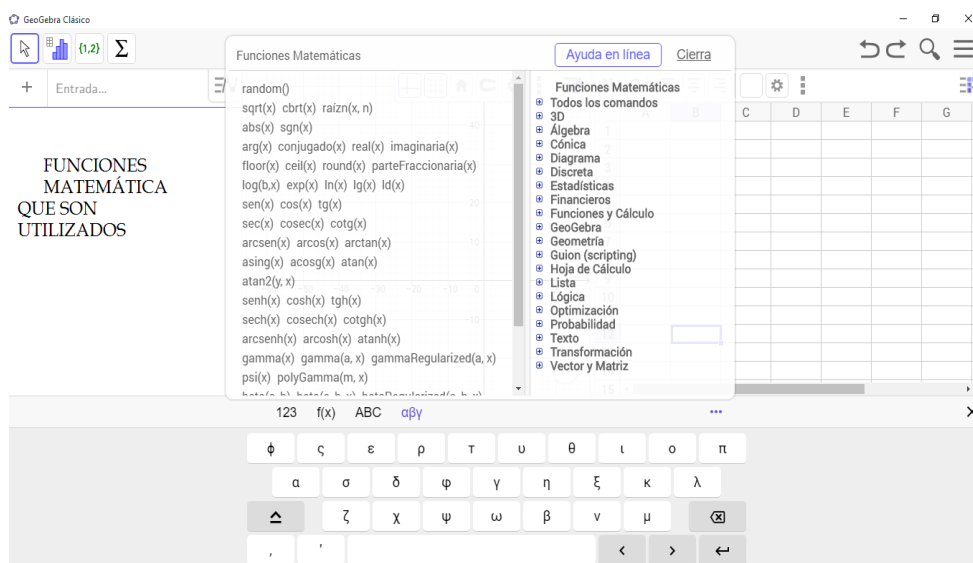 GeoGebra Clásico
{1,2} Σ
+ Entrada...
FUNCIONES
MATEMÁTICA
QUE SON
UTILIZADOS
Funciones Matemáticas
Ayuda en línea Cierra
random()
sqrt(x) cbrt(x) raízn(x, n)
abs(x) sgn(x)
arg(x) conjugado(x) real(x) imaginaria(x)
floor(x) ceil(x) round(x) parteFraccionaria(x)
log(b,x) exp(x) ln(x) lg(x) ld(x)
sen(x) cos(x) tg(x)
sec(x) cosec(x) cotg(x)
arcsen(x) arcos(x) arctan(x)
asing(x) acosg(x) atan(x)
atan2(y, x)
senh(x) cosh(x) tgh(x)
sech(x) cosech(x) cotgh(x)
arcsenh(x) arcosh(x) atanh(x)
gamma(x) gamma(a, x) gammaRegularized(a, x)
psi(x) polyGamma(m, x)
Funciones Matemáticas
Todos los comandos
3D
Álgebra
Cónica
Diagrama
Discreta
Estadísticas
Financieros
Funciones y Cálculo
GeoGebra
Geometría
Guion (scripting)
Hoja de Cálculo
Lista
Lógica
Optimización
Probabilidad
Texto
Transformación
Vector y Matriz
B C D E F G
123 f(x) ABC αβγ
ϕ ς ε ρ τ υ θ ι ο π
α σ δ φ γ η ξ κ λ
ζ χ ψ ω β ν μ
, '